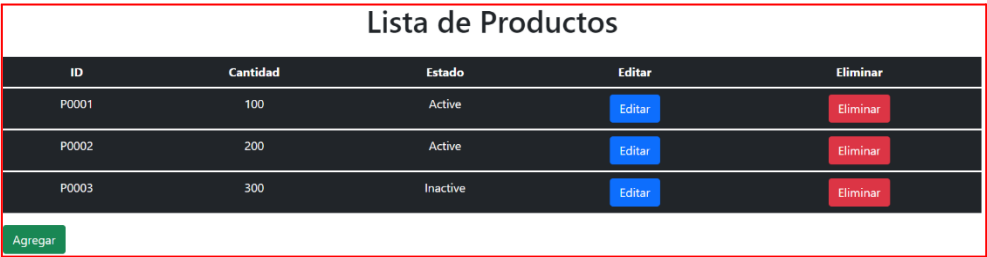 Lista de Productos
ID Cantidad Estado Editar Eliminar
P0001 100 Active Editar Eliminar
P0002 200 Active Editar Eliminar
P0003 300 Inactive Editar Eliminar
Agregar